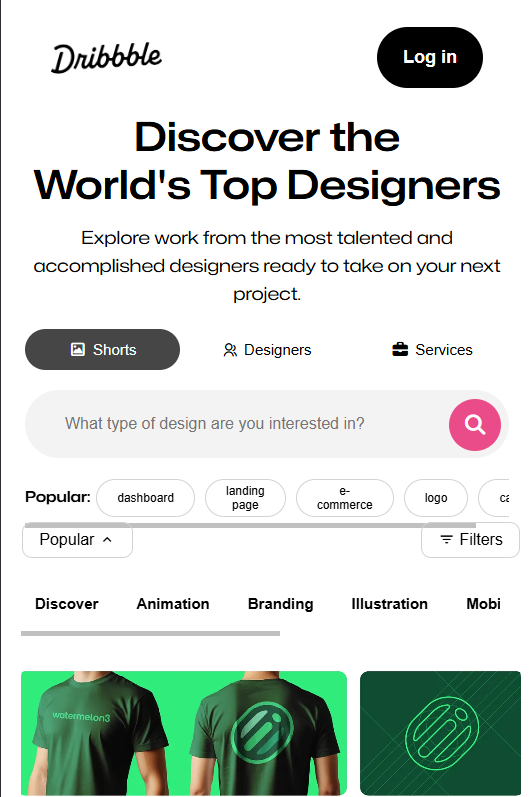 Dribbble
Log in
Discover the
World's Top Designers
Explore work from the most talented and
accomplished designers ready to take on your next
project.
Shorts
Designers
Services
What type of design are you interested in?
Popular:
dashboard
landing
page
e-
commerce
logo
ca
Popular
Filters
Discover
Animation
Branding
Illustration
Mobi
watermelon3